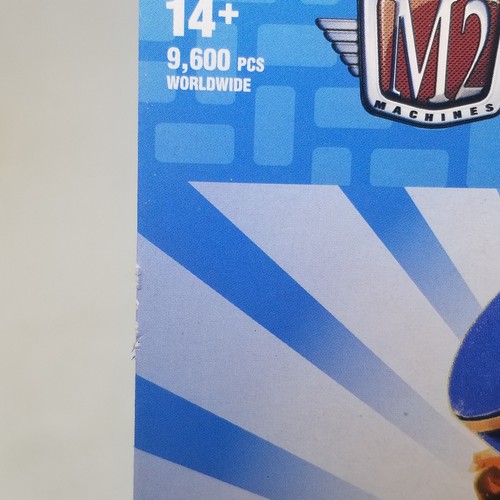 14+
9,600 PCS
WORLDWIDE
M2
MACHINES